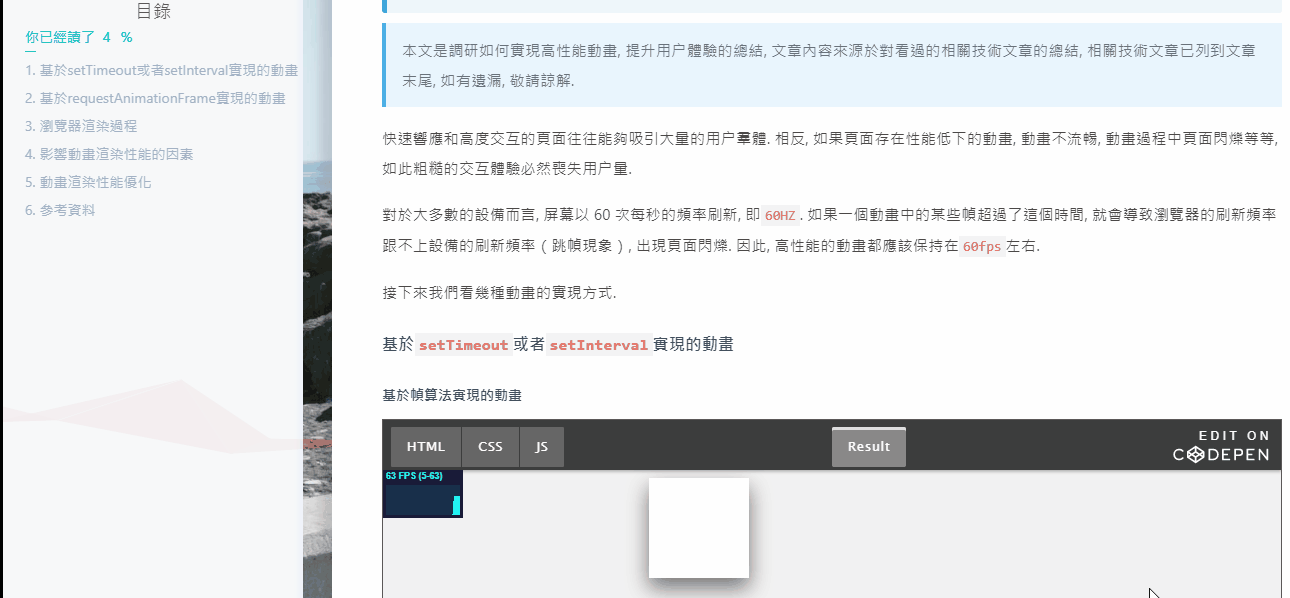 目錄
你已經讀了 4 %
1. 基於setTimeout或者setInterval實現的動畫
2. 基於requestAnimationFrame實現的動畫
3. 瀏覽器渲染過程
4. 影響動畫渲染性能的因素
5. 動畫渲染性能優化
6. 參考資料
本文是調研如何實現高性能動畫, 提升用户體驗的總結, 文章內容來源於對看過的相關技術文章的總結, 相關技術文章已列到文章
末尾, 如有遺漏, 敬請諒解.
快速響應和高度交互的頁面往往能夠吸引大量的用户羣體. 相反, 如果頁面存在性能低下的動畫, 動畫不流暢, 動畫過程中頁面閃爍等等,
如此粗糙的交互體驗必然喪失用户量.
對於大多數的設備而言, 屏幕以 60 次每秒的頻率刷新, 即 60HZ. 如果一個動畫中的某些幀超過了這個時間, 就會導致瀏覽器的刷新頻率
跟不上設備的刷新頻率 ( 跳幀現象 ) , 出現頁面閃爍. 因此, 高性能的動畫都應該保持在 60fps 左右.
接下來我們看幾種動畫的實現方式.
基於 setTimeout 或者 setInterval 實現的動畫
基於幀算法實現的動畫
HTML CSS JS Result EDIT ON CODEPEN
63 FPS (5-63)